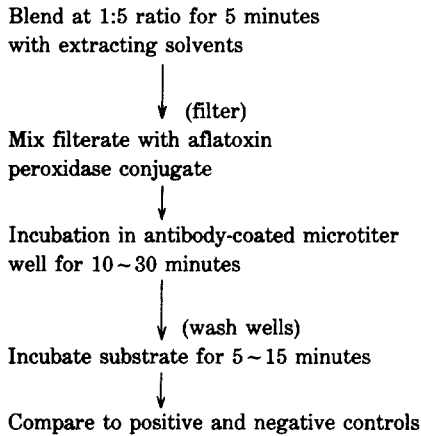 Blend at 1:5 ratio for 5 minutes
with extracting solvents
(filter)
Mix filterate with aflatoxin
peroxidase conjugate
Incubation in antibody-coated microtiter
well for 10~30 minutes
(wash wells)
Incubate substrate for 5~15 minutes
Compare to positive and negative controls